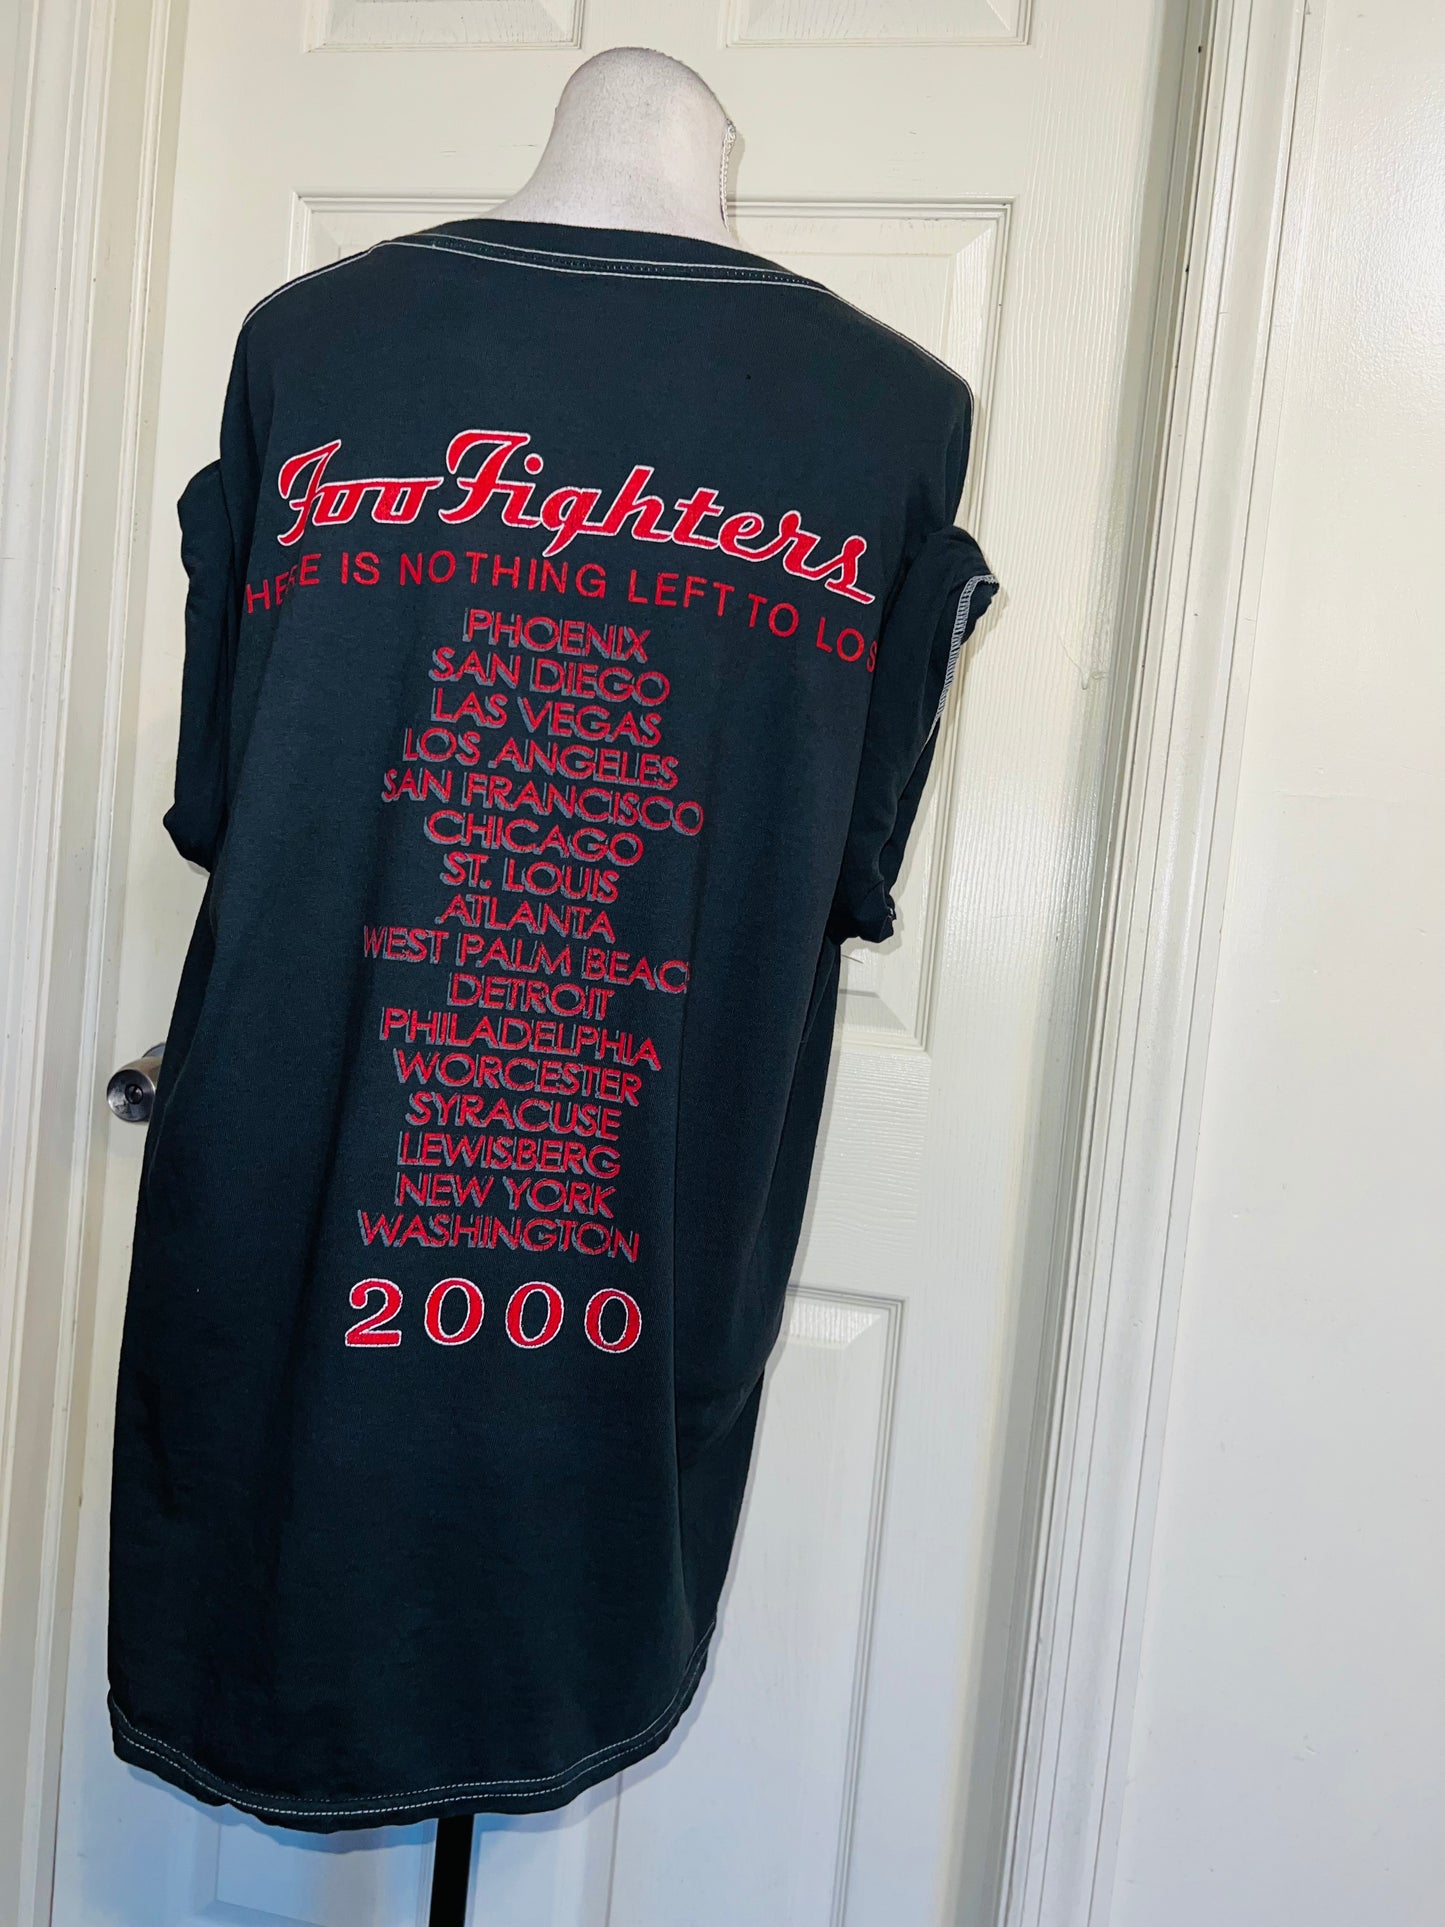 Foo Fighters
HERE IS NOTHING LEFT TO LOS
PHOENIX
SAN DIEGO
LAS VEGAS
LOS ANGELES
SAN FRANCISCO
CHICAGO
ST. LOUIS
ATLANTA
WEST PALM BEAC
DETROIT
PHILADELPHIA
WORCESTER
SYRACUSE
LEWISBERG
NEW YORK
WASHINGTON
2000